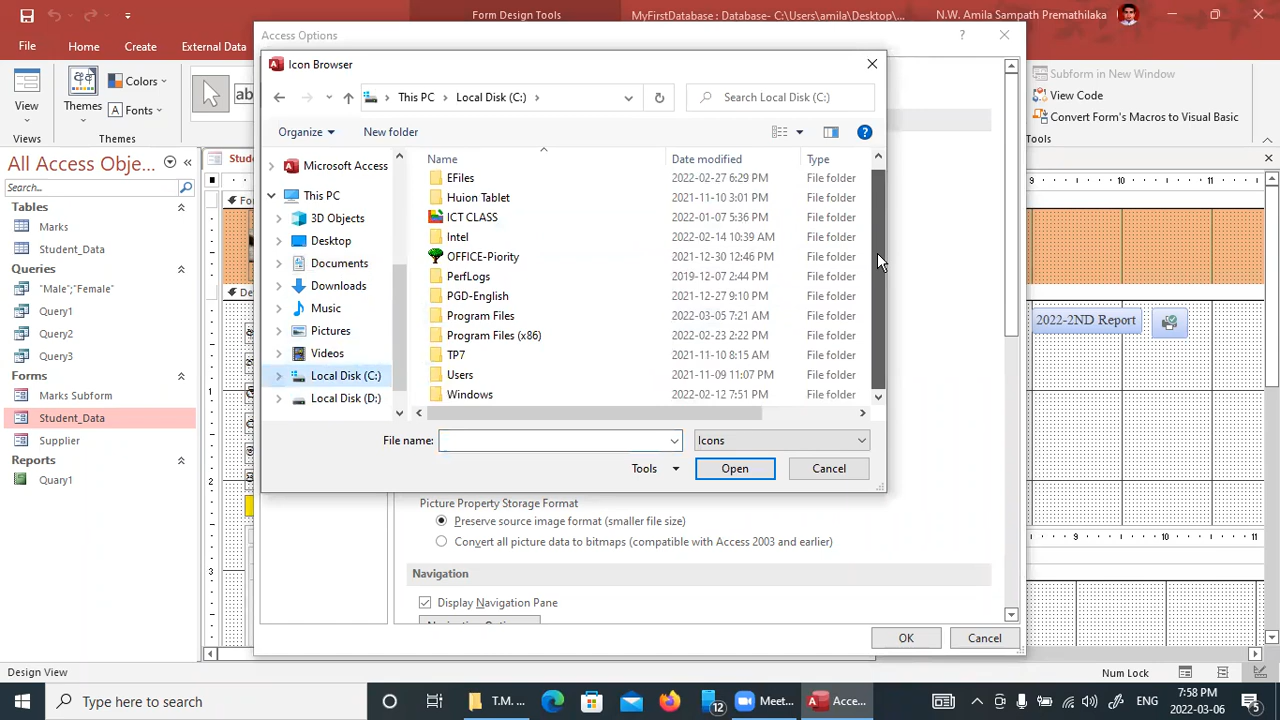 Form Design Tools
MyFirstDatabase : Database- C:\Users\amila\Desktop\...
N.W. Amila Sampath Premathilaka
File
Home
Create
External Data
Access Options
Icon Browser
This PC
Local Disk (C:)
Search Local Disk (C:)
Organize
New folder
View
Views
Themes
Colors
Fonts
Themes
ab
Subform in New Window
View Code
Convert Form's Macros to Visual Basic
Tools
All Access Obje...
Search...
Tables
Marks
Student_Data
Queries
"Male";"Female"
Query1
Query2
Query3
Forms
Marks Subform
Student_Data
Supplier
Reports
Quary1
Microsoft Access
This PC
3D Objects
Desktop
Documents
Downloads
Music
Pictures
Videos
Local Disk (C:)
Local Disk (D:)
Name Date modified Type
EFiles 2022-02-27 6:29 PM File folder
Huion Tablet 2021-11-10 3:01 PM File folder
ICT CLASS 2022-01-07 5:36 PM File folder
Intel 2022-02-14 10:39 AM File folder
OFFICE-Piority 2021-12-30 12:46 PM File folder
PerfLogs 2019-12-07 2:44 PM File folder
PGD-English 2021-12-27 9:10 PM File folder
Program Files 2022-03-05 7:21 AM File folder
Program Files (x86) 2022-02-23 2:22 PM File folder
TP7 2021-11-10 8:15 AM File folder
Users 2021-11-09 11:07 PM File folder
Windows 2022-02-12 7:51 PM File folder
File name:
Icons
Tools
Open
Cancel
2022-2ND Report
9 10 11
Picture Property Storage Format
Preserve source image format (smaller file size)
Convert all picture data to bitmaps (compatible with Access 2003 and earlier)
Navigation
Display Navigation Pane
OK
Cancel
9 10 11
Design View
Num Lock
Type here to search
T.M. ...
12
Meet...
Acce...
ENG
7:58 PM
2022-03-06
5